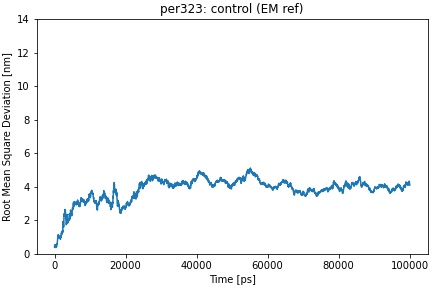 per323: control (EM ref)
Root Mean Square Deviation [nm]
14
12
10
8
6
4
2
0
0 20000 40000 60000 80000 100000
Time [ps]